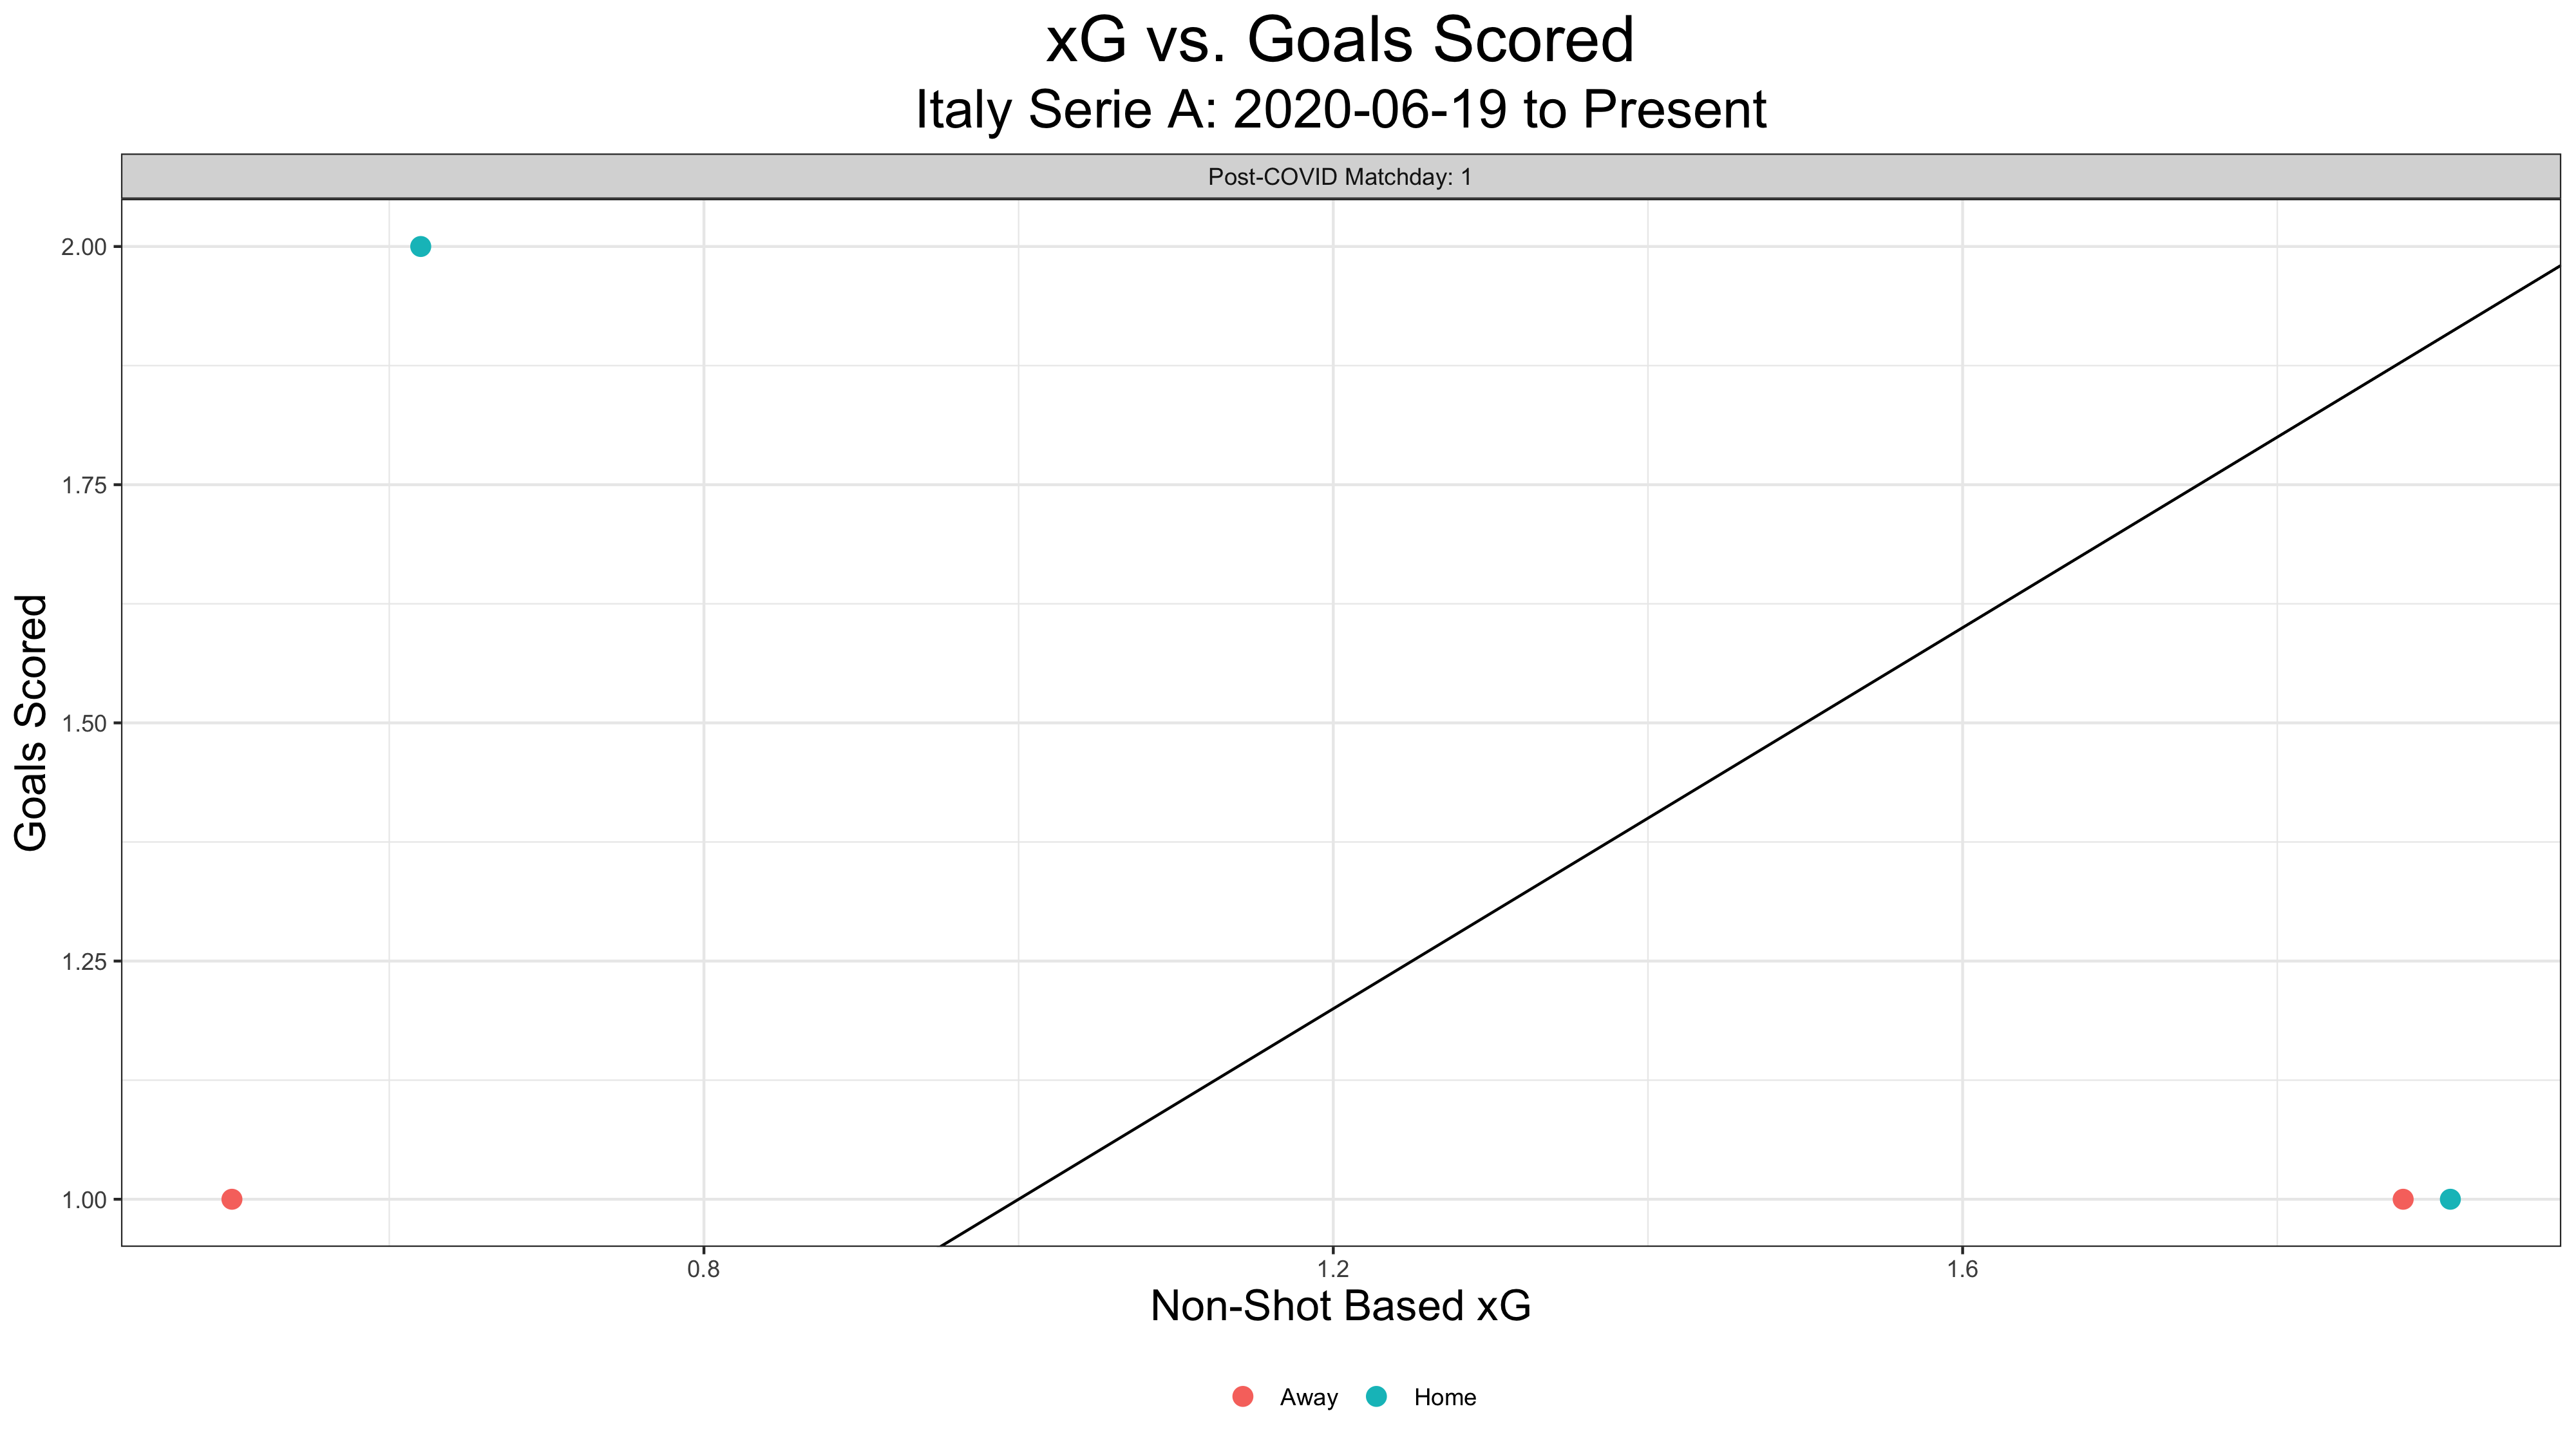 xG vs. Goals Scored
Italy Serie A: 2020-06-19 to Present
Post-COVID Matchday: 1
Goals Scored
2.00
1.75
1.50
1.25
1.00
0.8 1.2 1.6
Non-Shot Based xG
Away Home